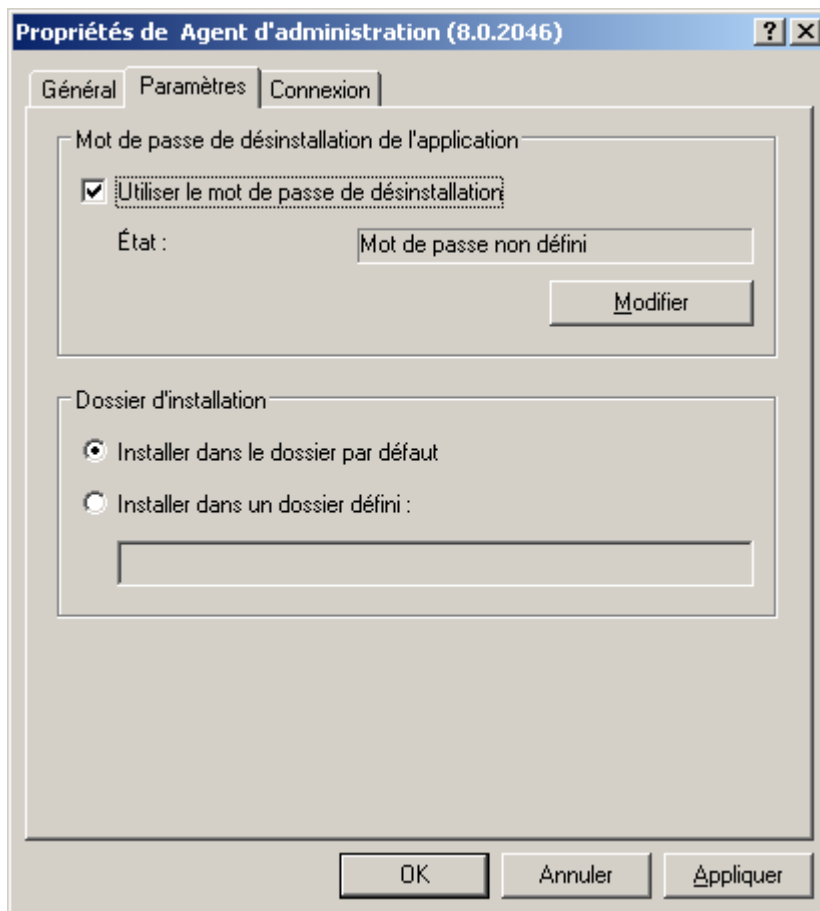 Propriétés de Agent d'administration (8.0.2046)
Général Paramètres Connexion
Mot de passe de désinstallation de l'application
Utiliser le mot de passe de désinstallation
État : Mot de passe non défini
Modifier
Dossier d'installation
Installer dans le dossier par défaut
Installer dans un dossier défini :
OK Annuler Appliquer